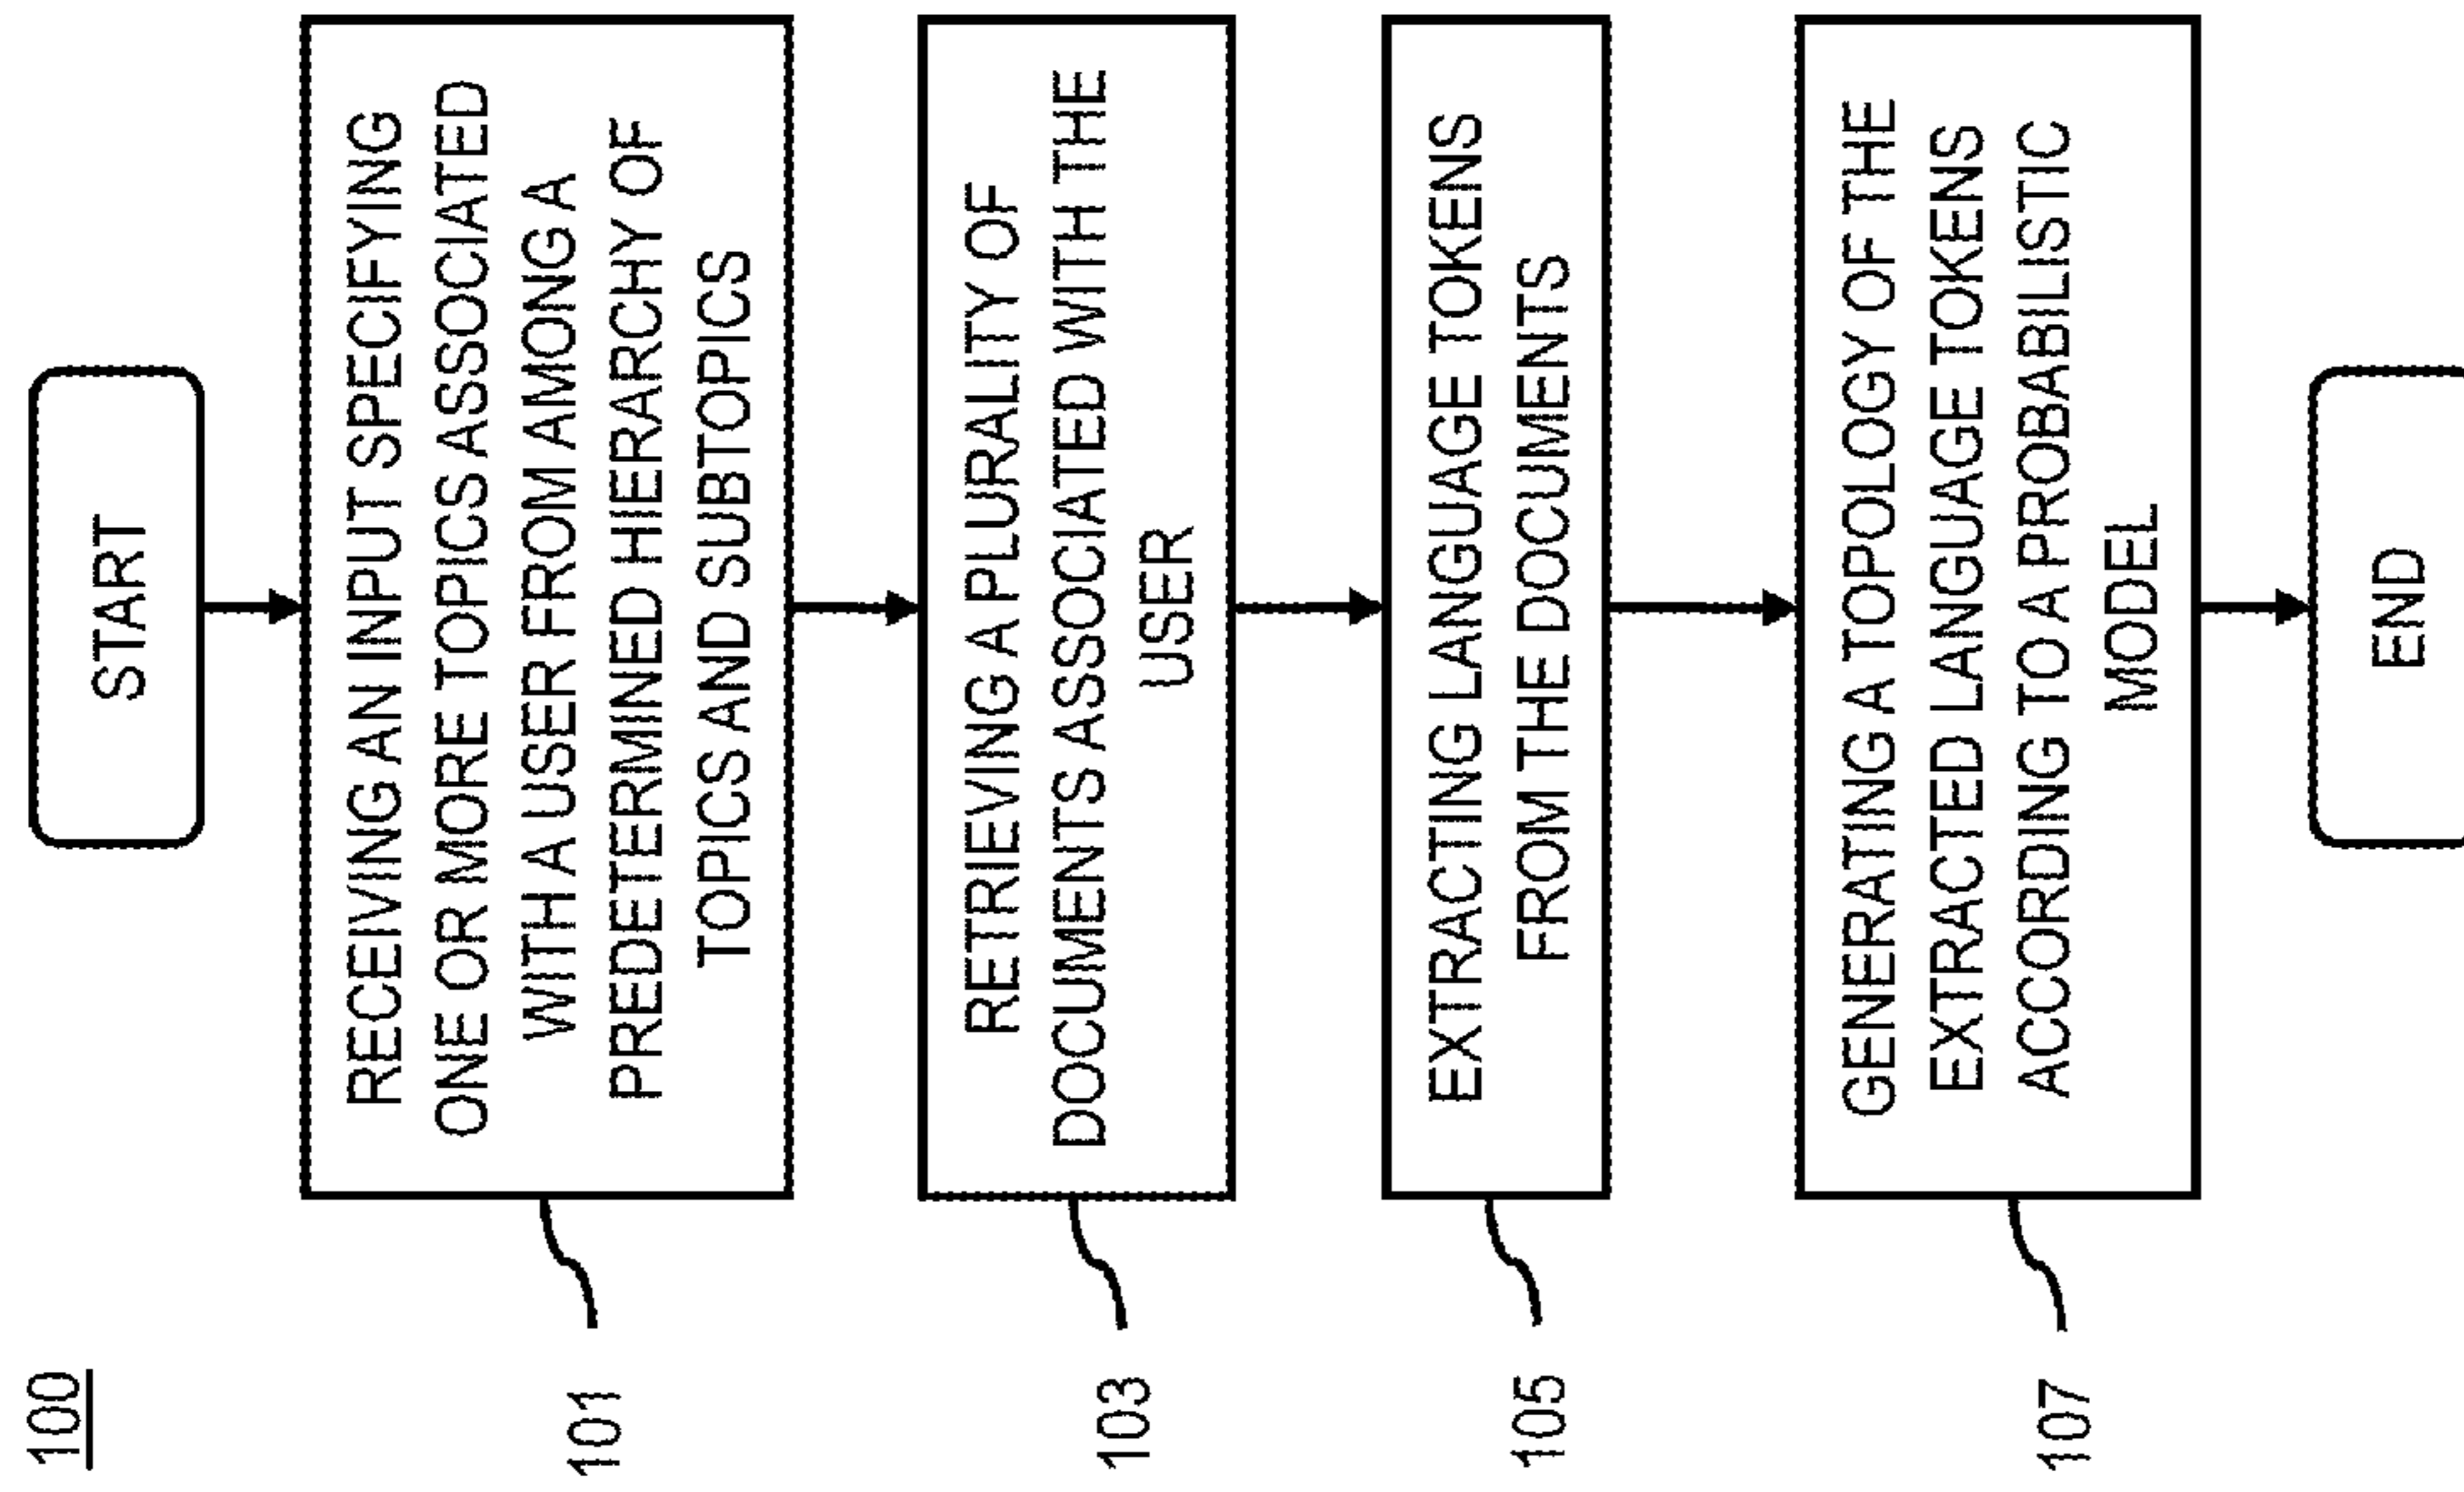 100
START
RECEIVING AN INPUT SPECIFYING
ONE OR MORE TOPICS ASSOCIATED
WITH A USER FROM AMONG A
PREDETERMINED HIERARCHY OF
TOPICS AND SUBTOPICS
101
RETRIEVING A PLURALITY OF
DOCUMENTS ASSOCIATED WITH THE
USER
103
EXTRACTING LANGUAGE TOKENS
FROM THE DOCUMENTS
105
GENERATING A TOPOLOGY OF THE
EXTRACTED LANGUAGE TOKENS
ACCORDING TO A PROBABILISTIC
MODEL
107
END